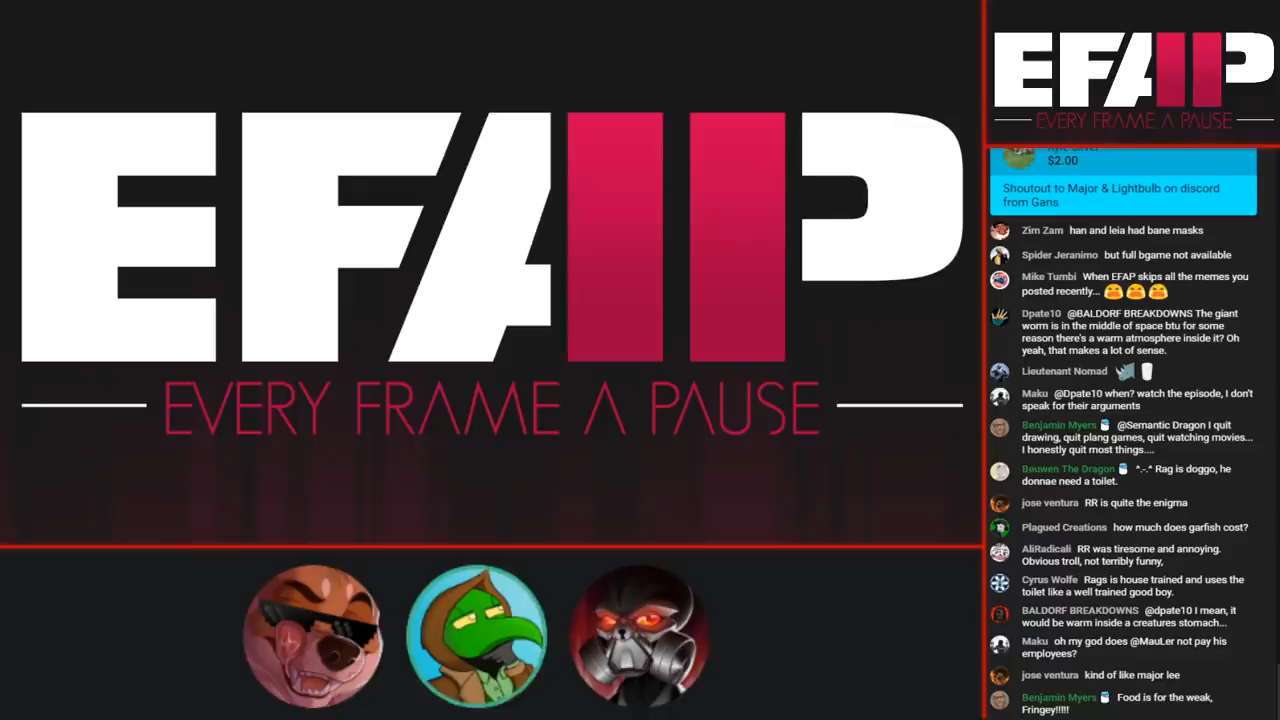 EFAP
EVERY FRAME A PAUSE
EFAP
EVERY FRAME A PAUSE
$2.00
Shoutout to Major & Lightbulb on discord
from Gans
Zim Zam han and leia had bane masks
Spider Jeranimo but full bgame not available
Mike Tumbi When EFAP skips all the memes you
posted recently...
Dpate10 @BALDORF BREAKDOWNS The giant
worm is in the middle of space btu for some
reason there's a warm atmosphere inside it? Oh
yeah, that makes a lot of sense.
Lieutenant Nomad
Maku @Dpate10 when? watch the episode, I don't
speak for their arguments
Benjamin Myers @Semantic Dragon I quit
drawing, quit plang games, quit watching movies...
I honestly quit most things....
Beuwen The Dragon ^.-.^ Rag is doggo, he
donnae need a toilet.
jose ventura RR is quite the enigma
Plagued Creations how much does garfish cost?
AliRadicali RR was tiresome and annoying.
Obvious troll, not terribly funny,
Cyrus Wolfe Rags is house trained and uses the
toilet like a well trained good boy.
BALDORF BREAKDOWNS @dpate10 I mean, it
would be warm inside a creatures stomach...
Maku oh my god does @MauLer not pay his
employees?
jose ventura kind of like major lee
Benjamin Myers Food is for the weak,
Fringey!!!!!